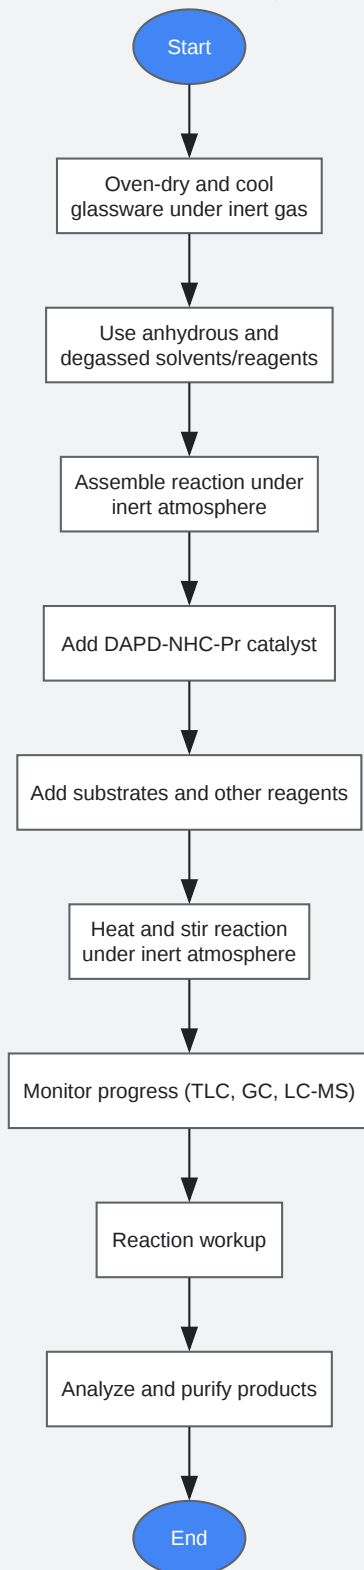 Start
Oven-dry and cool
glassware under inert gas
Use anhydrous and
degassed solvents/reagents
Assemble reaction under
inert atmosphere
Add DAPD-NHC-Pr catalyst
Add substrates and other reagents
Heat and stir reaction
under inert atmosphere
Monitor progress (TLC, GC, LC-MS)
Reaction workup
Analyze and purify products
End